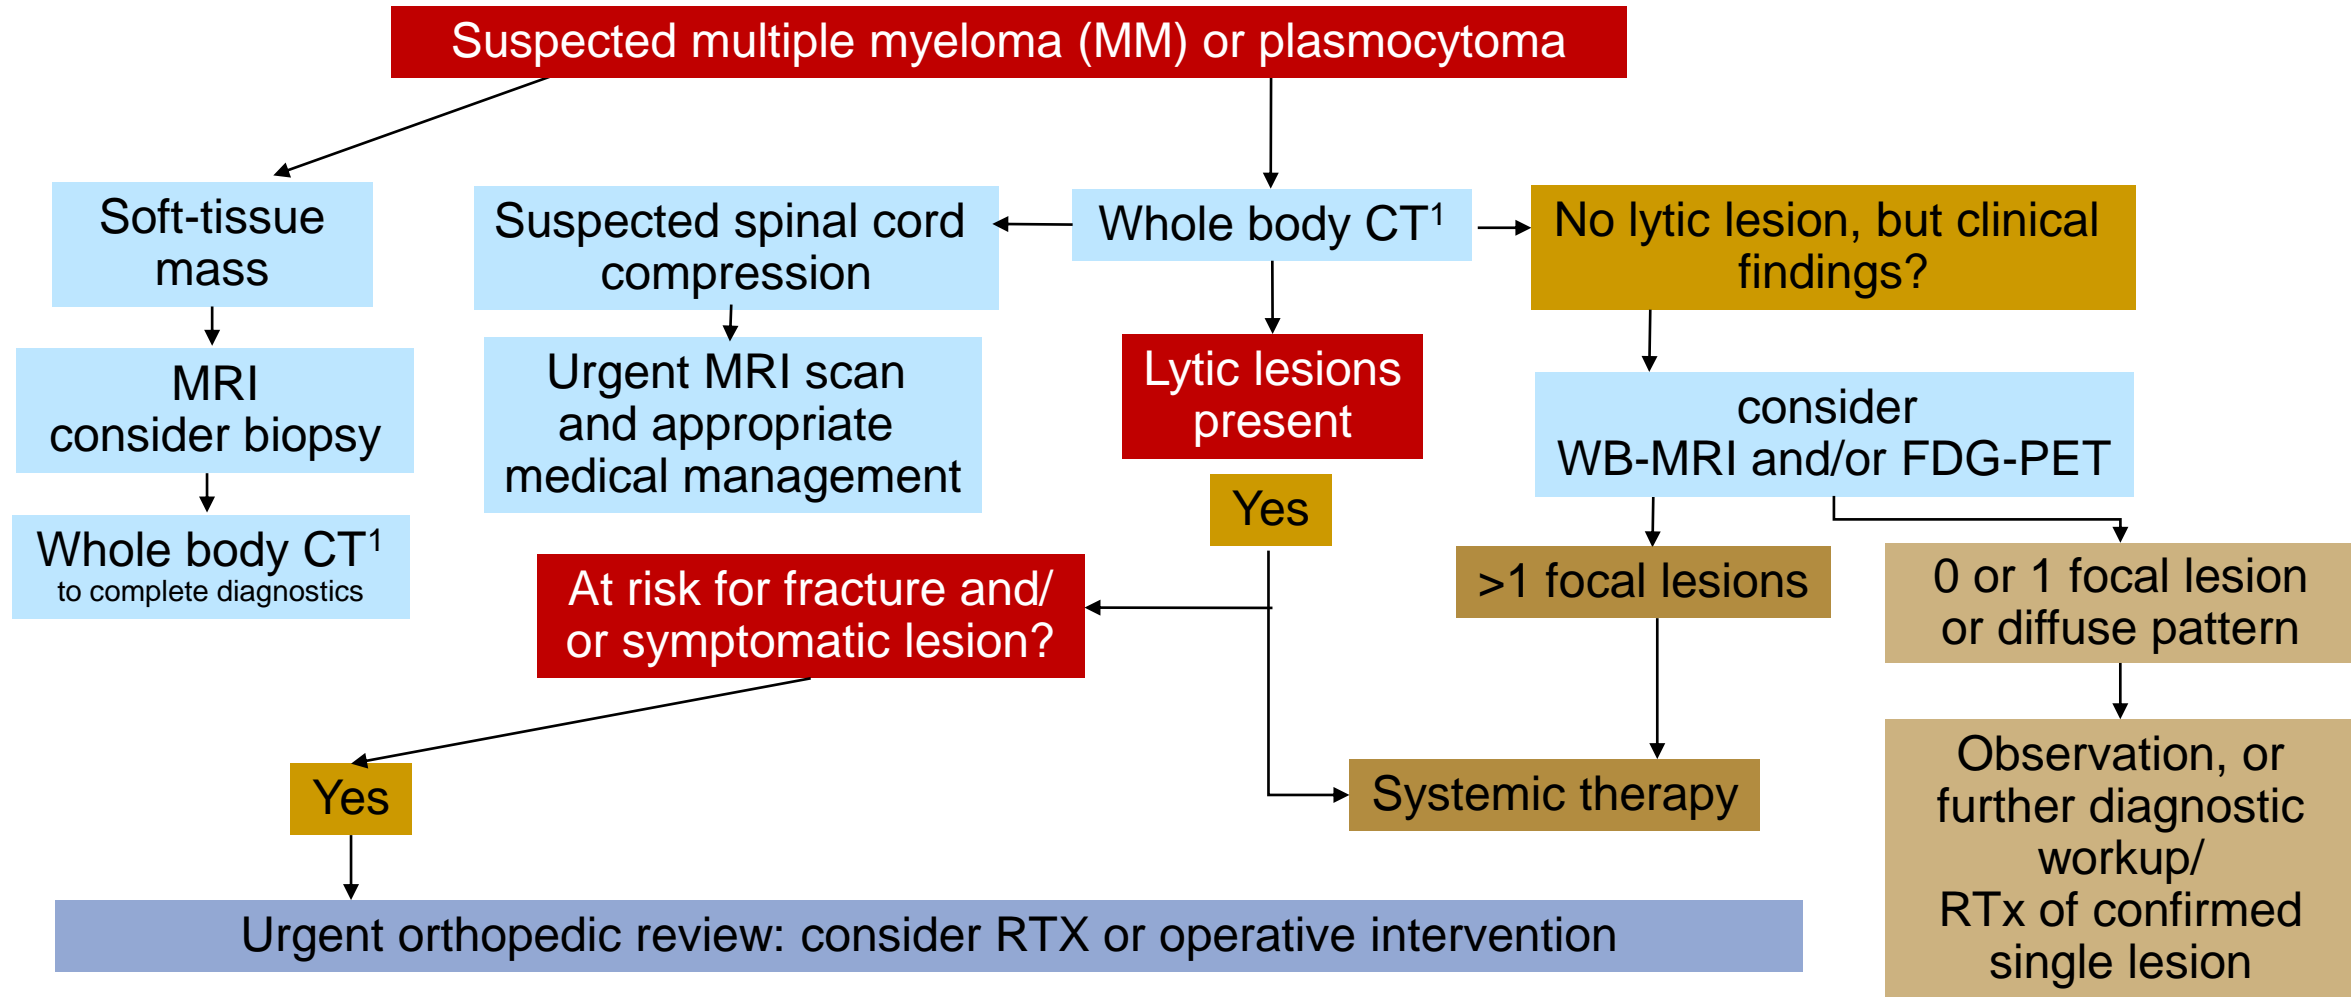 Suspected multiple myeloma (MM) or plasmocytoma
Soft-tissue
mass
Suspected spinal cord
compression
Whole body CT¹
No lytic lesion, but clinical
findings?
MRI
consider biopsy
Urgent MRI scan
and appropriate
medical management
Lytic lesions
present
consider
WB-MRI and/or FDG-PET
Yes
Whole body CT¹
to complete diagnostics
At risk for fracture and/
or symptomatic lesion?
>1 focal lesions
0 or 1 focal lesion
or diffuse pattern
Yes
Systemic therapy
Observation, or
further diagnostic
workup/
RTx of confirmed
single lesion
Urgent orthopedic review: consider RTX or operative intervention